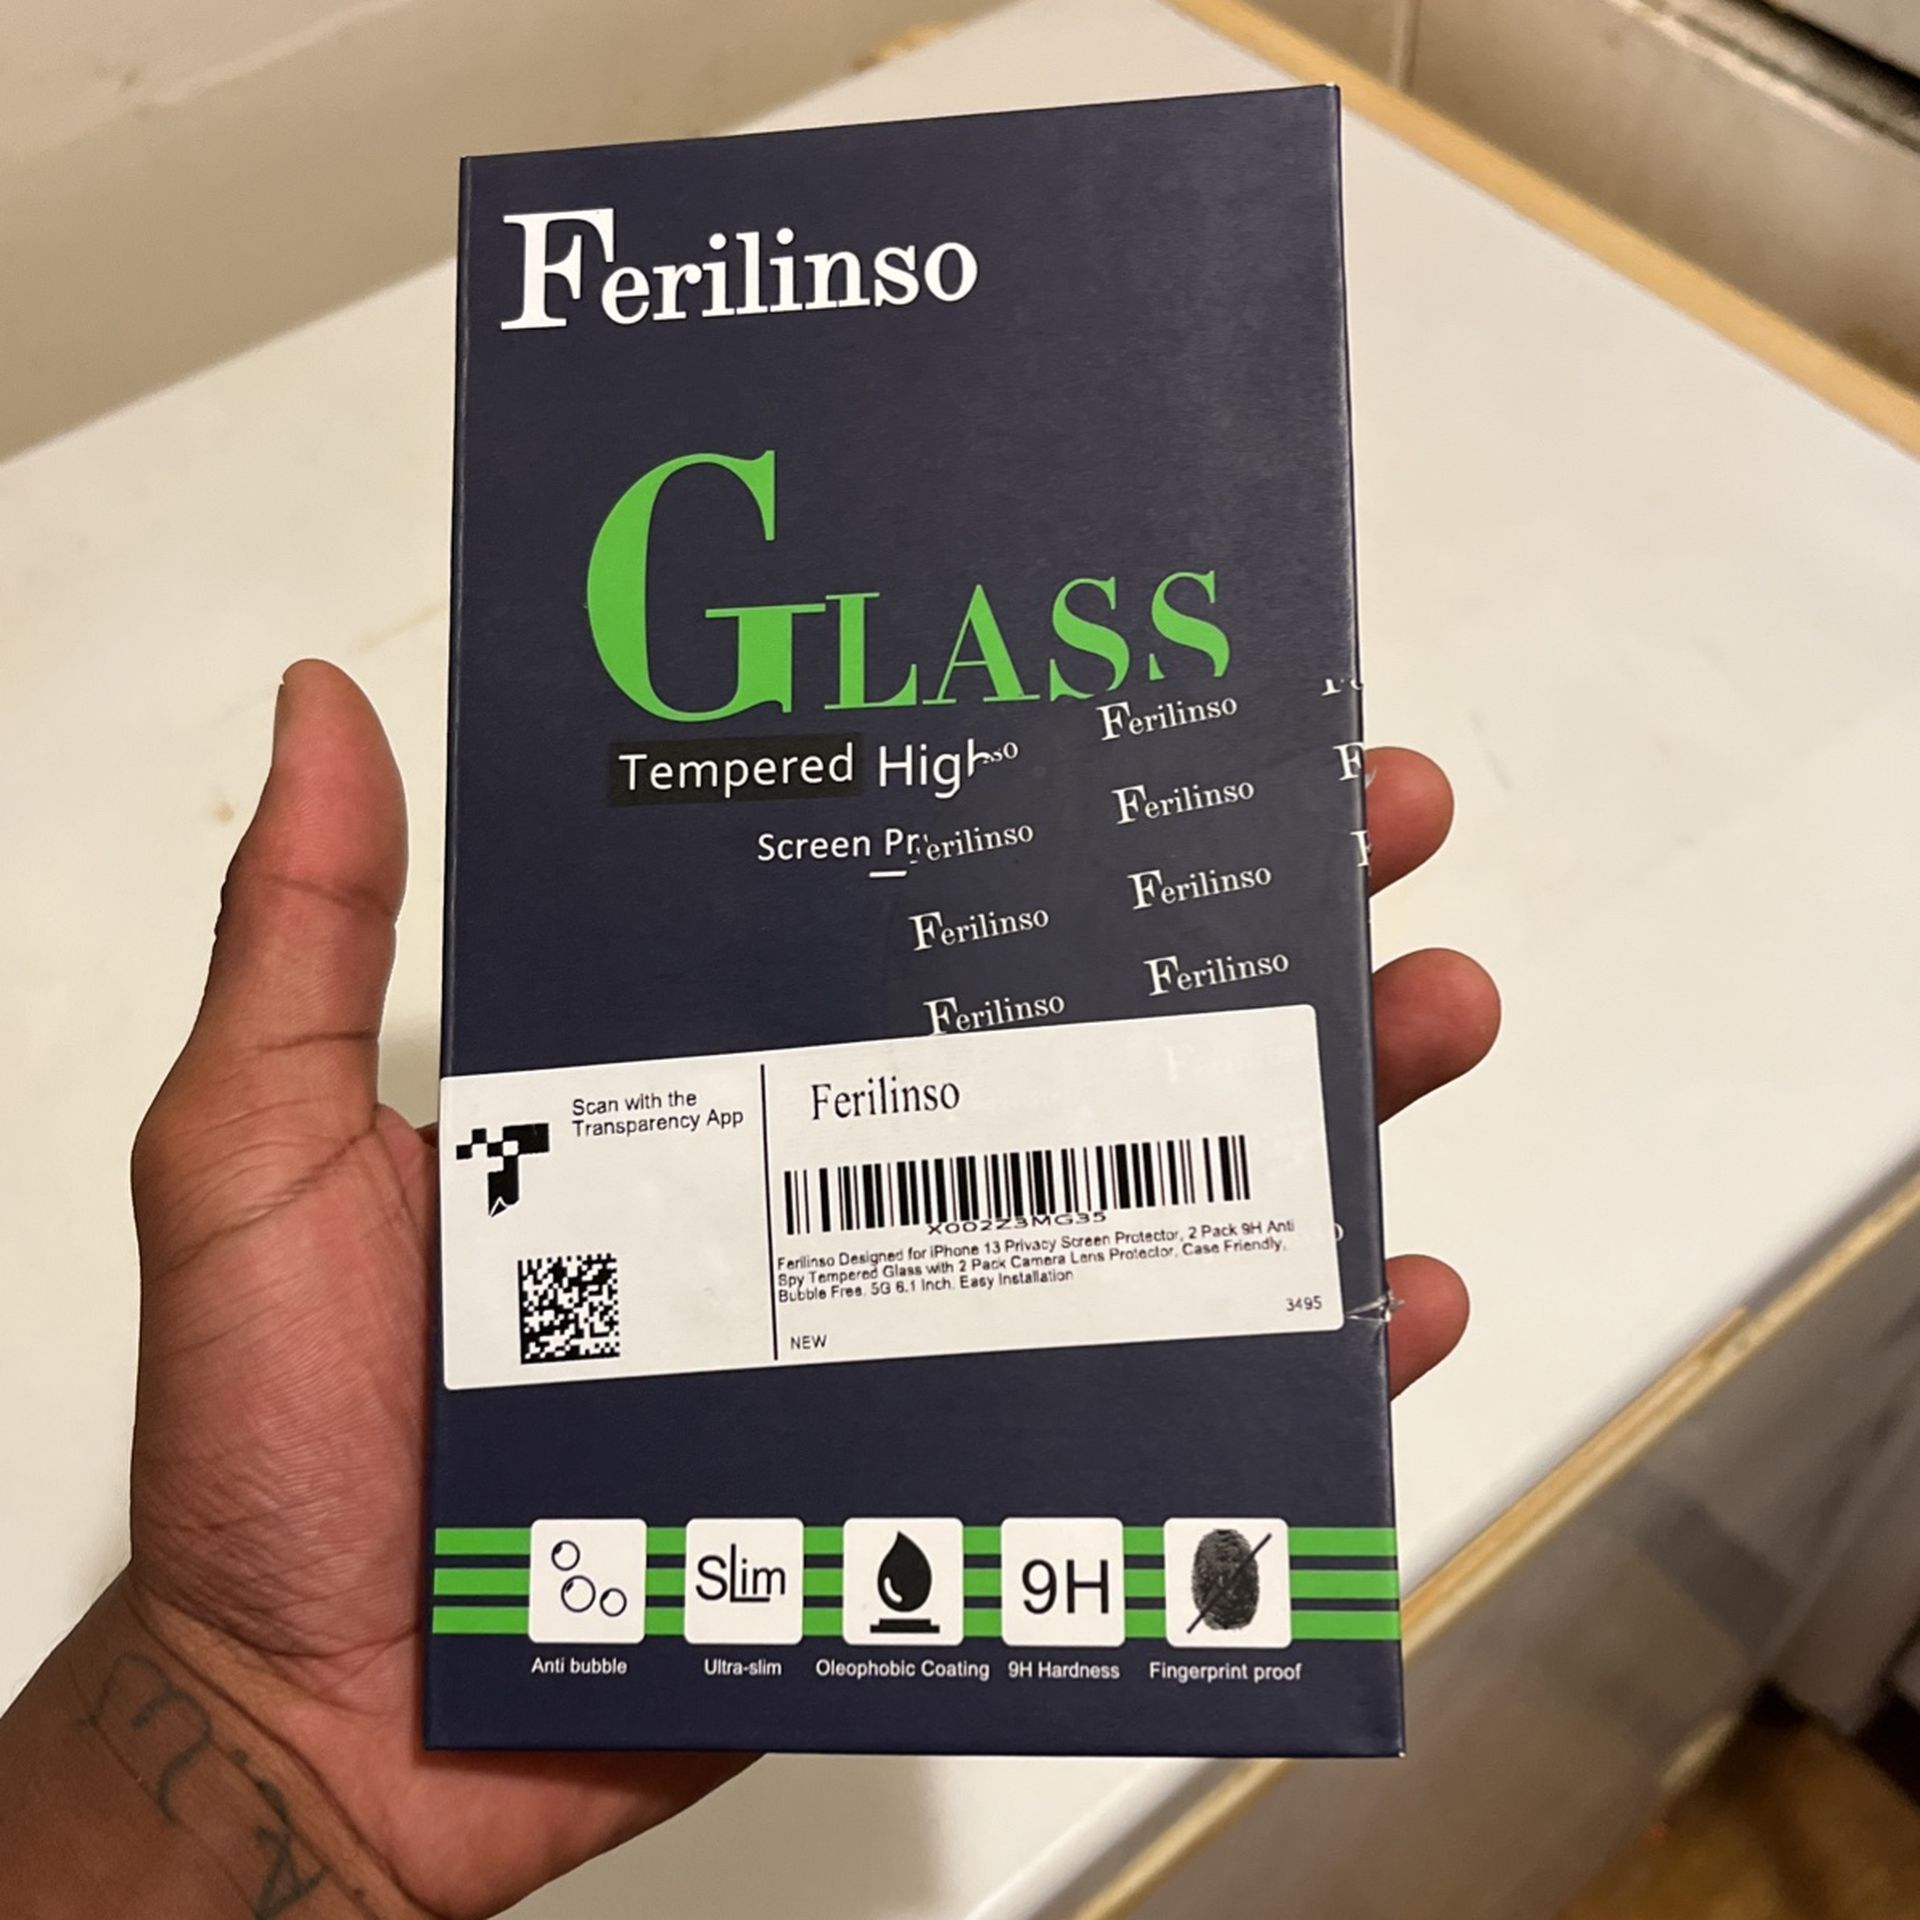 Ferilinso
GLASS
Tempered High
so
Ferilinso
Screen Pr
erilinso
Ferilinso
F
Ferilinso
Ferilinso
F
Ferilinso
Ferilinso
Scan with the
Transparency App
Ferilinso
X002Z3MG35
Ferilinso Designed for iPhone 13 Privacy Screen Protector, 2 Pack 9H Anti
Spy Tempered Glass with 2 Pack Camera Lens Protector, Case Friendly,
Bubble Free, 5G 6.1 Inch, Easy Installation
3495
NEW
SLim
9H
Anti bubble
Ultra-slim
Oleophobic Coating
9H Hardness
Fingerprint proof